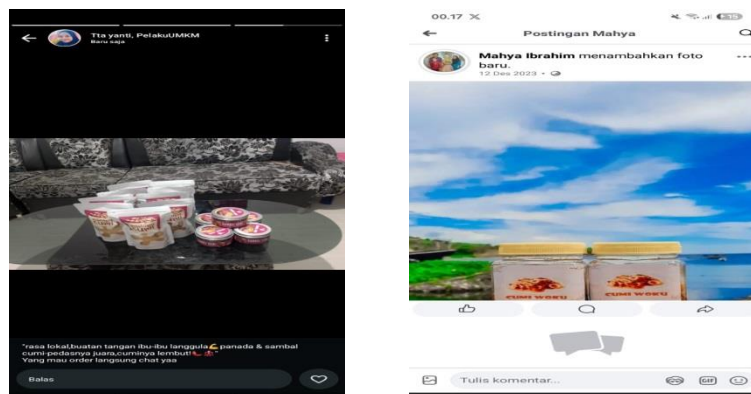 Tta yanti, PelakuUMKM
Baru saja
"rasa lokal,buatan tangan ibu-ibu langgula💪 panada & sambal
cumi-pedasnya juara,cuminya lembut!🌶️🦑"
Yang mau order langsung chat yaa
Balas
00.17
Postingan Mahya
Mahya Ibrahim menambahkan foto
baru.
12 Des 2023
CUMI WOKU
CUMI WOKU
Tulis komentar...
GIF